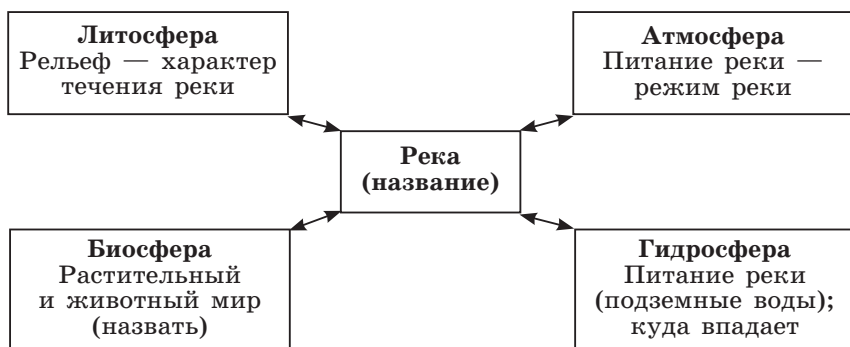 Литосфера
Рельеф — характер
течения реки
Атмосфера
Питание реки —
режим реки
Река
(название)
Биосфера
Растительный
и животный мир
(назвать)
Гидросфера
Питание реки
(подземные воды);
куда впадает